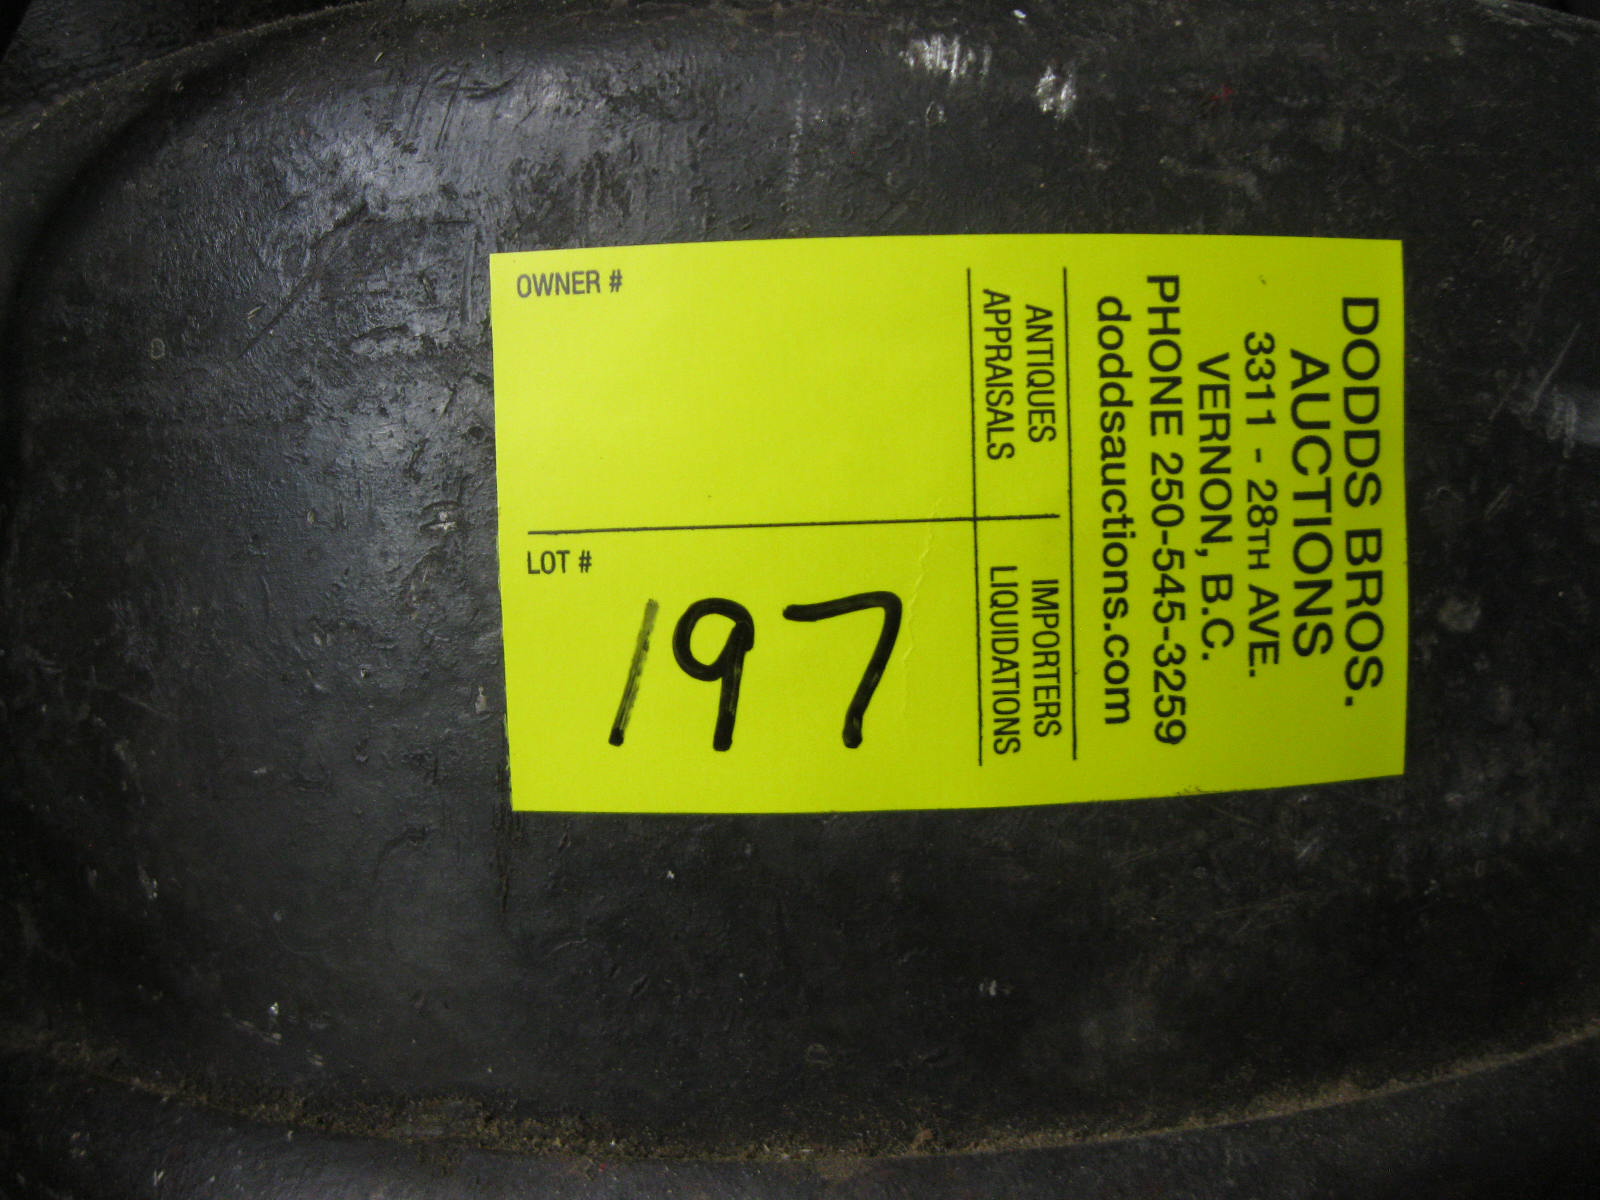 DODDS BROS.
AUCTIONS
3311 - 28TH AVE.
VERNON, B.C.
PHONE 250-545-3259
doddsauctions.com
ANTIQUES
APPRAISALS
IMPORTERS
LIQUIDATIONS
OWNER #
LOT #
197